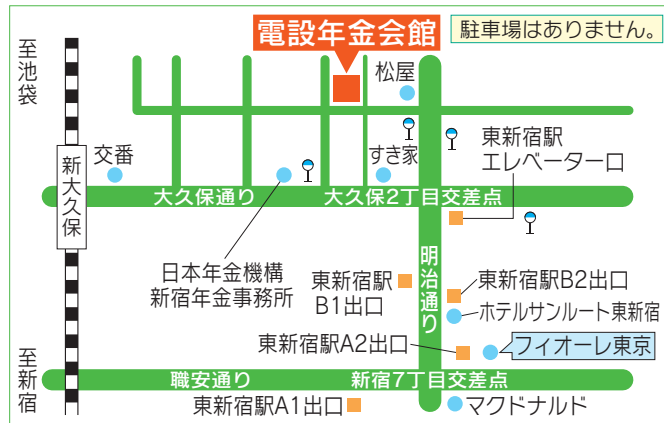 電設年金会館
駐車場はありません。
至池袋
松屋
新大久保
交番
すき家
東新宿駅
エレベーター口
大久保通り
大久保2丁目交差点
日本年金機構
新宿年金事務所
東新宿駅
B1出口
明治通り
東新宿駅B2出口
ホテルサンルート東新宿
東新宿駅A2出口
フィオーレ東京
至新宿
職安通り
新宿7丁目交差点
東新宿駅A1出口
マクドナルド